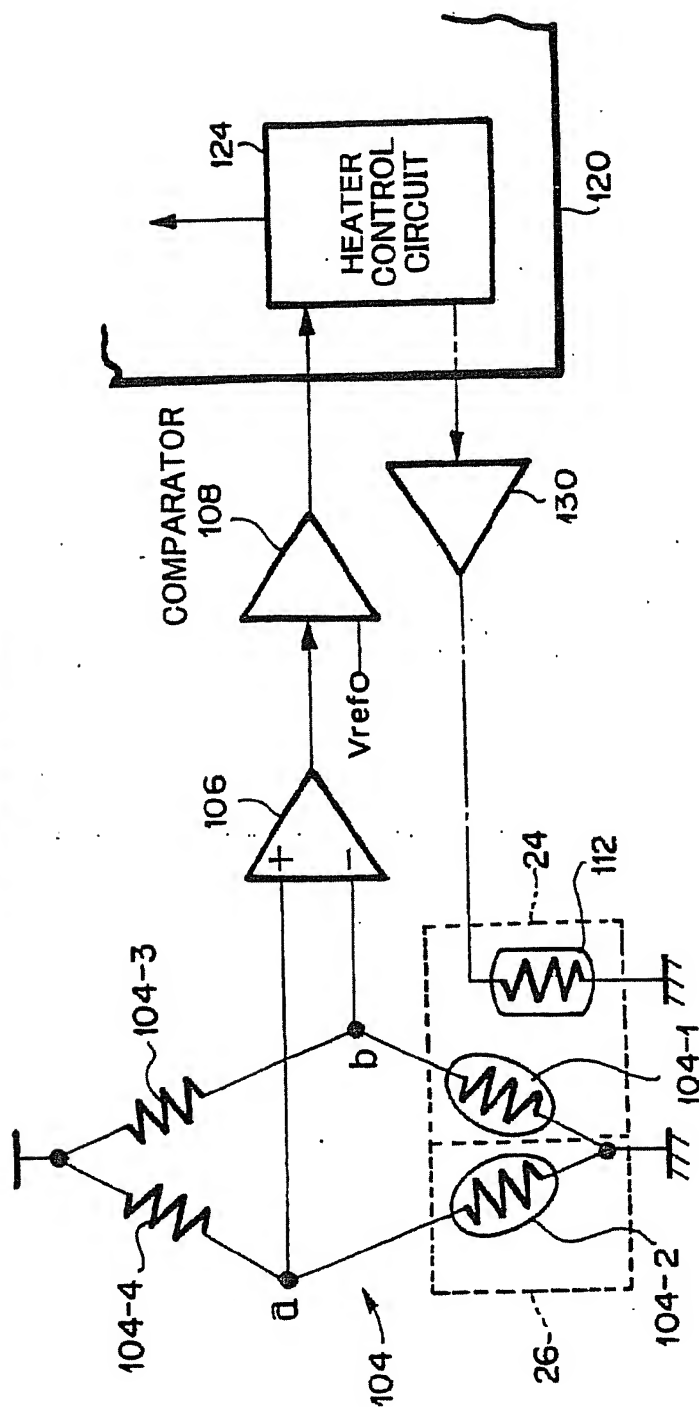 104-4
104-3
a
b
104
106
+
−
COMPARATOR
108
Vrefo
124
HEATER
CONTROL
CIRCUIT
120
130
24
112
104-1
104-2
26